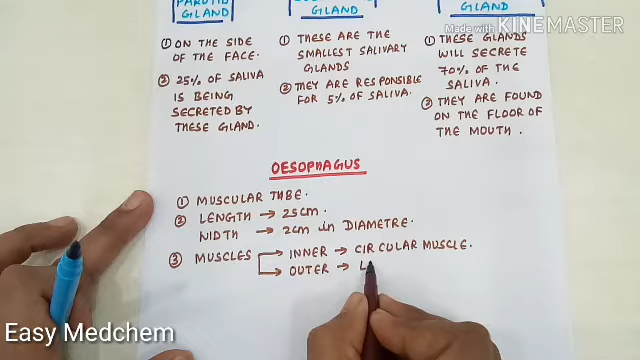 PAROTID
GLAND
GLAND
GLAND
Made with KINEMASTER
① ON THE SIDE
OF THE FACE.
② 25% OF SALIVA
IS BEING
SECRETED BY
THESE GLAND.
① THESE ARE THE
SMALLEST SALIVARY
GLANDS
② THEY ARE RESPONSIBLE
FOR 5% OF SALIVA.
① THESE GLANDS
WILL SECRETE
70% OF THE
SALIVA.
② THEY ARE FOUND
ON THE FLOOR OF
THE MOUTH.
OESOPHAGUS
① MUSCULAR TUBE.
② LENGTH → 25cm.
WIDTH → 2cm in DIAMETRE.
③ MUSCLES → INNER → CIRCULAR MUSCLE.
→ OUTER → L
Easy Medchem